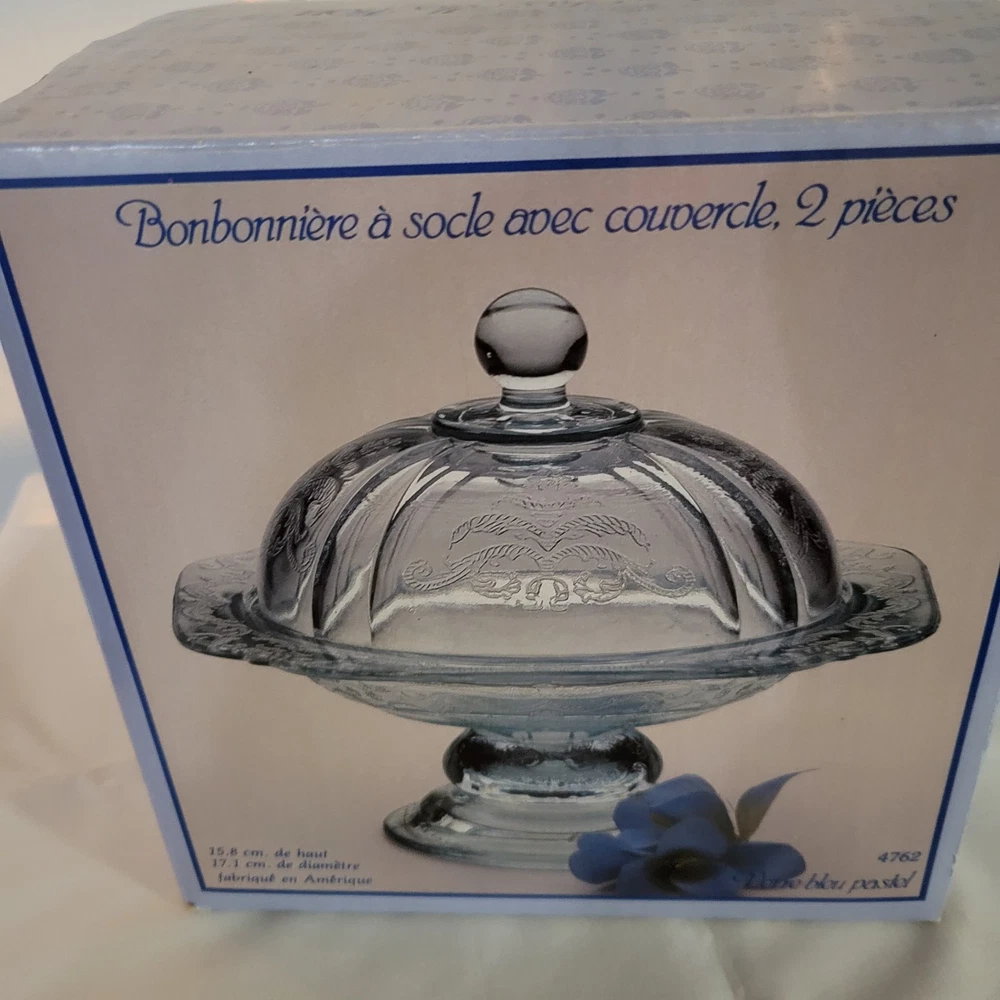 Bonbonnière à socle avec couvercle, 2 pièces
15.8 cm. de haut
17.1 cm. de diamètre
fabriqué en Amérique
4762
Verre bleu pastel